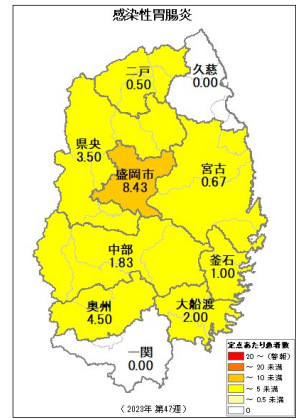 感染性胃腸炎
久慈
0.00
二戸
0.50
県央
3.50
盛岡市
8.43
宮古
0.67
中部
1.83
釜石
1.00
奥州
4.50
大船渡
2.00
一関
0.00
定点あたり患者数
20 ～ (警報)
～ 20 未満
～ 10 未満
～ 5 未満
～ 0.5 未満
0
（ 2023年 第47週）